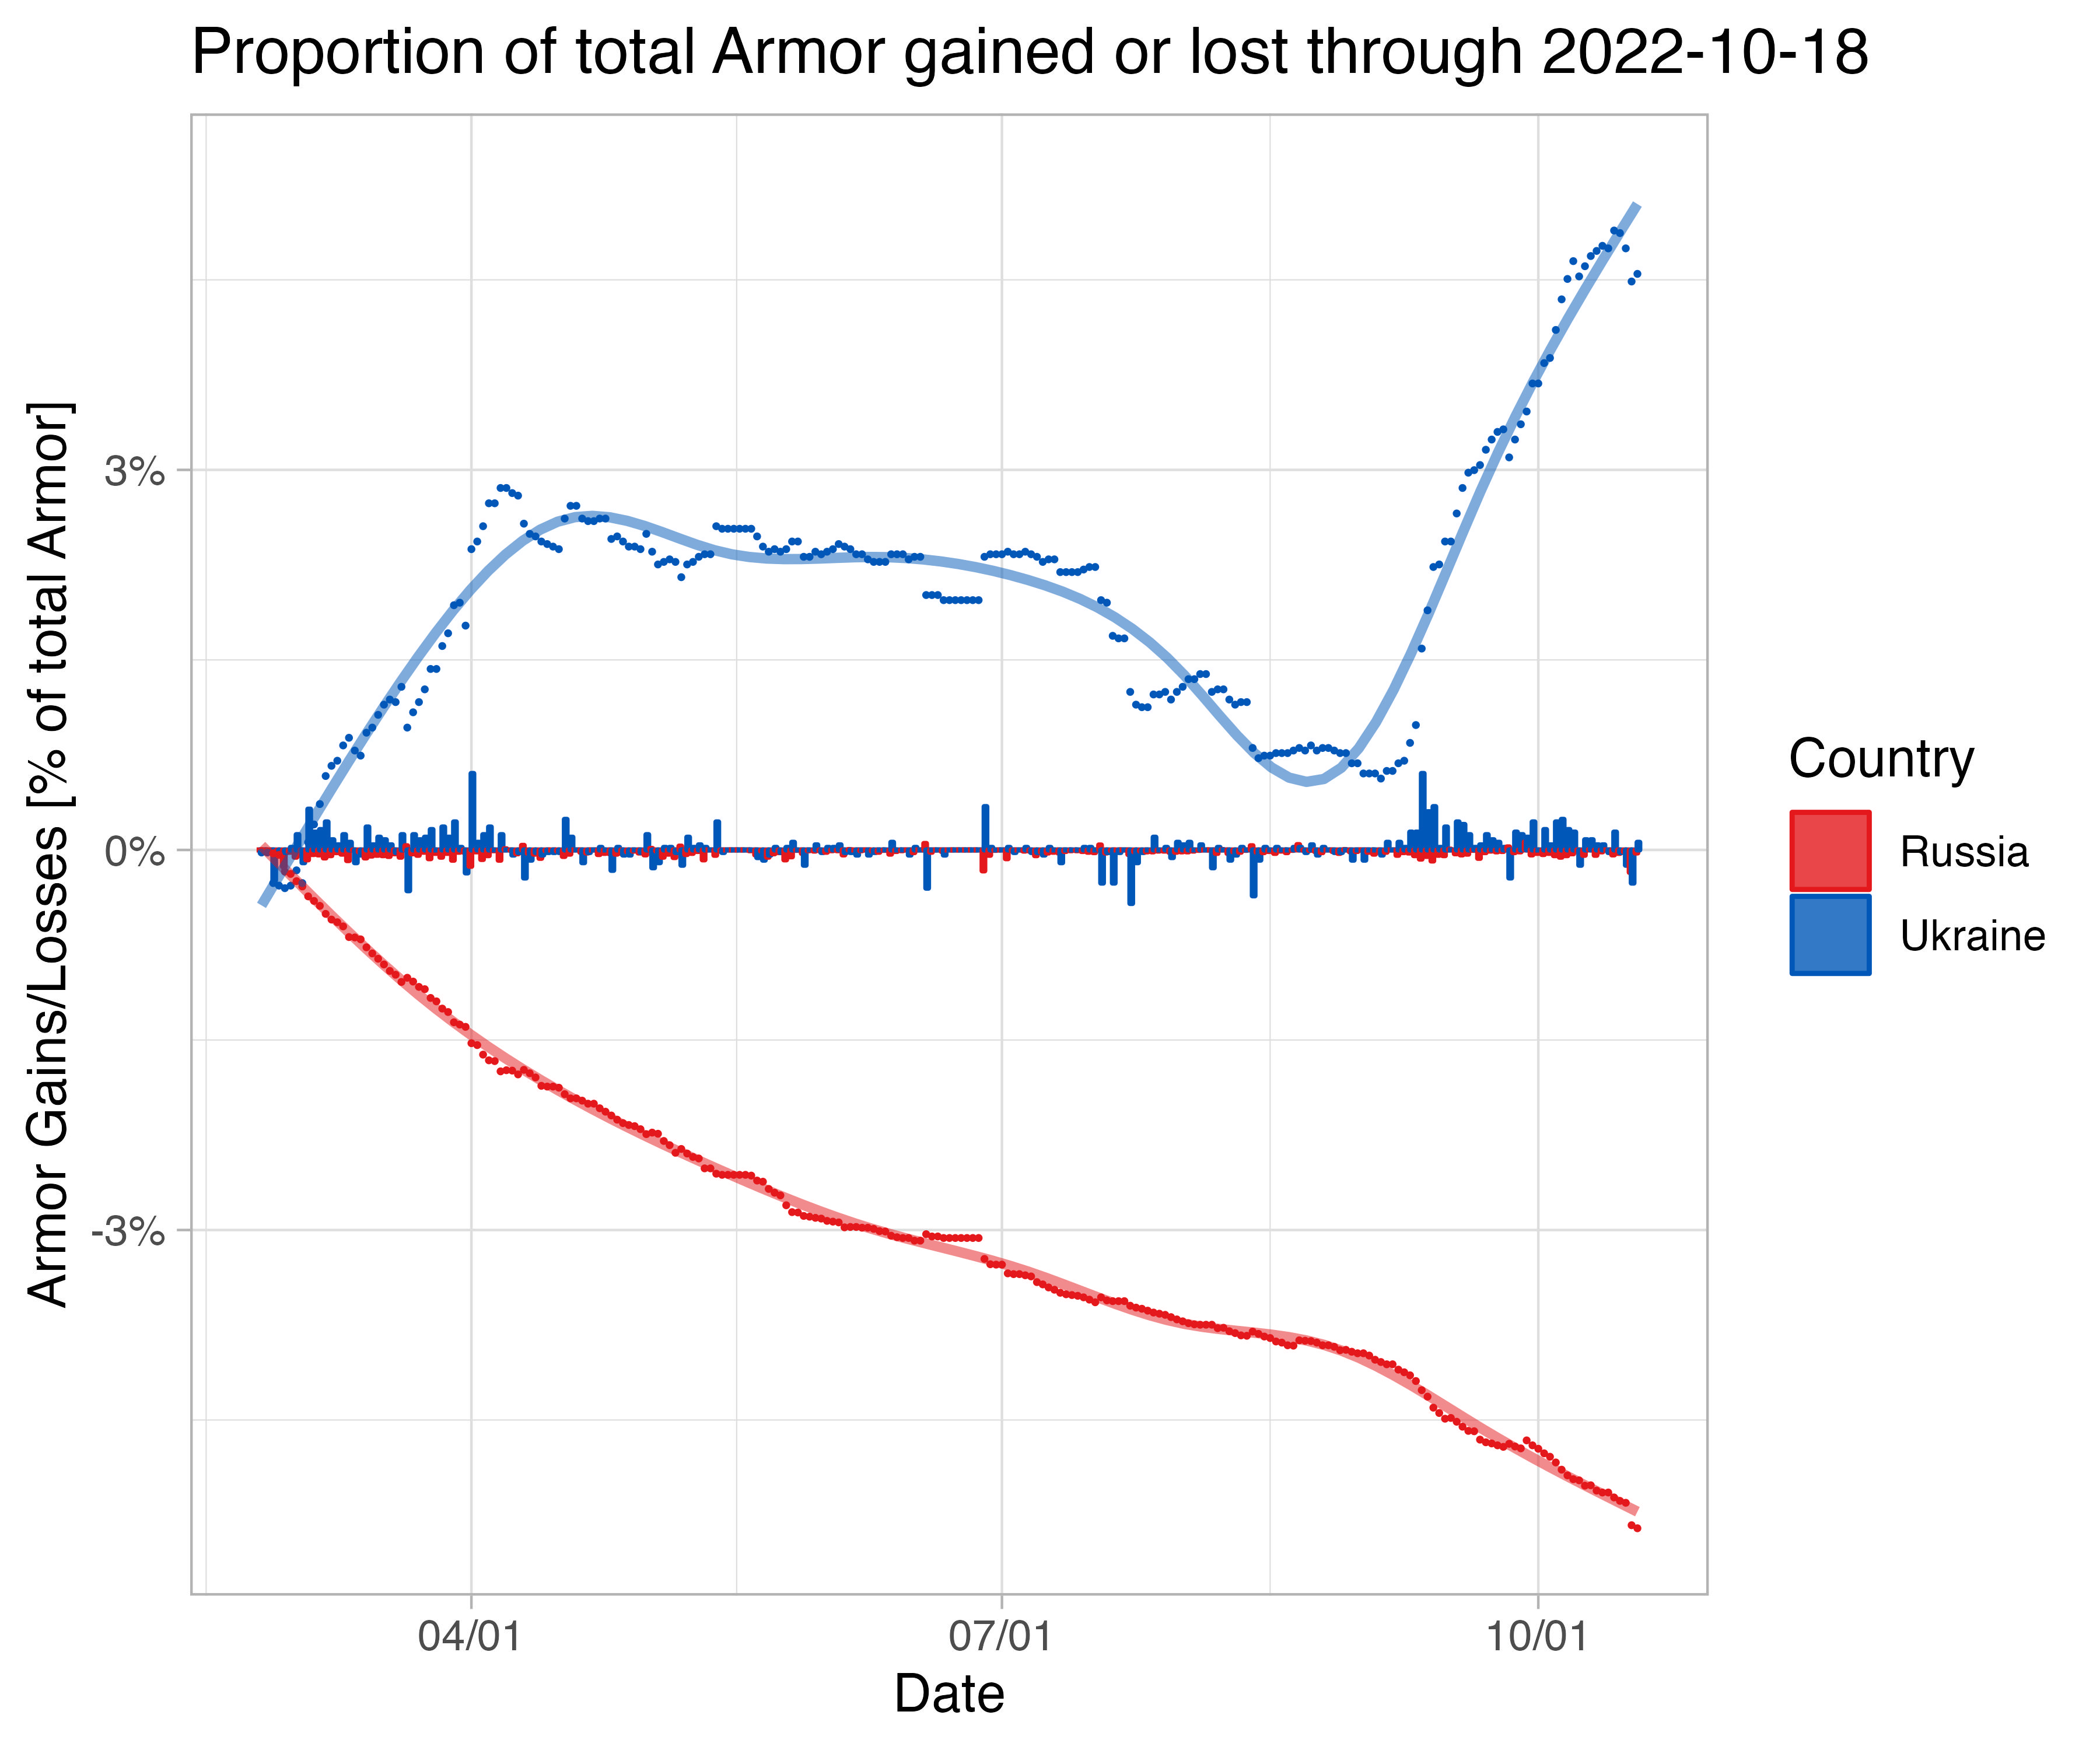 Proportion of total Armor gained or lost through 2022-10-18
Armor Gains/Losses [% of total Armor]
3%
0%
-3%
04/01
07/01
10/01
Date
Country
Russia
Ukraine